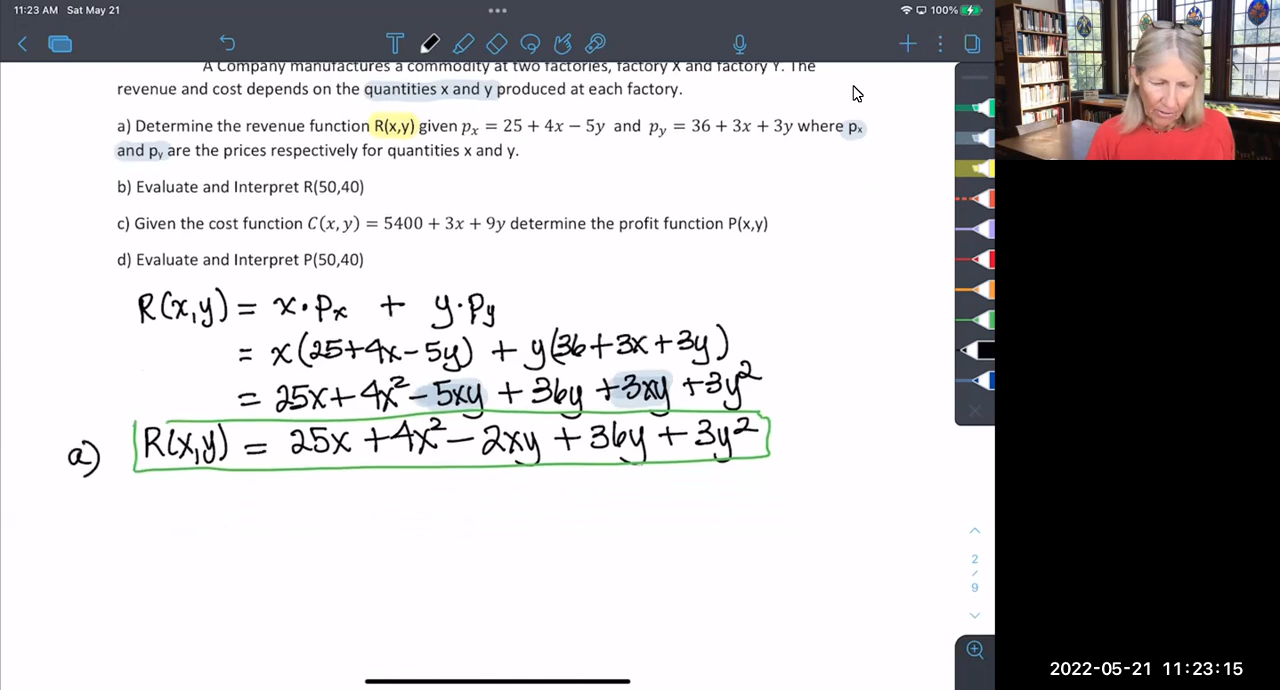 11:23 AM Sat May 21
100%
A Company manufactures a commodity at two factories, factory X and factory Y. The
revenue and cost depends on the quantities x and y produced at each factory.
a) Determine the revenue function R(x,y) given pₓ = 25 + 4x − 5y and p_y = 36 + 3x + 3y where pₓ
and p_y are the prices respectively for quantities x and y.
b) Evaluate and Interpret R(50,40)
c) Given the cost function C(x, y) = 5400 + 3x + 9y determine the profit function P(x,y)
d) Evaluate and Interpret P(50,40)
R(x,y) = x · pₓ + y · p_y
= x(25+4x−5y) + y(36+3x+3y)
= 25x+4x² − 5xy + 36y + 3xy + 3y²
a) R(x,y) = 25x + 4x² − 2xy + 36y + 3y²
2
/
9
2022-05-21 11:23:15